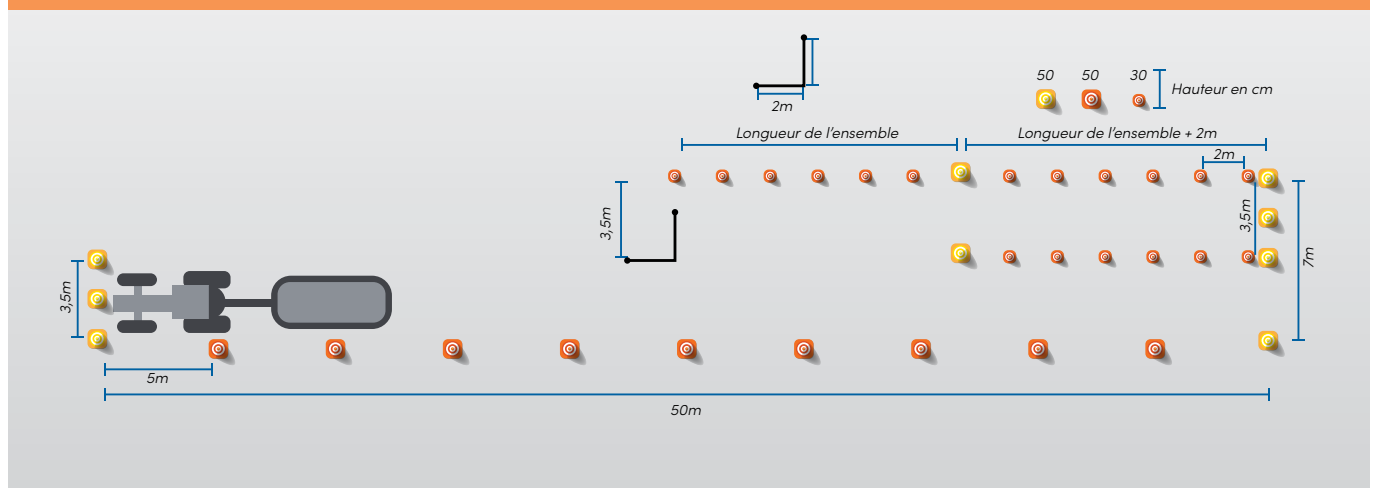 50 50 30
Hauteur en cm
2m
Longueur de l'ensemble
Longueur de l'ensemble + 2m
2m
3,5m
3,5m
7m
3,5m
5m
50m